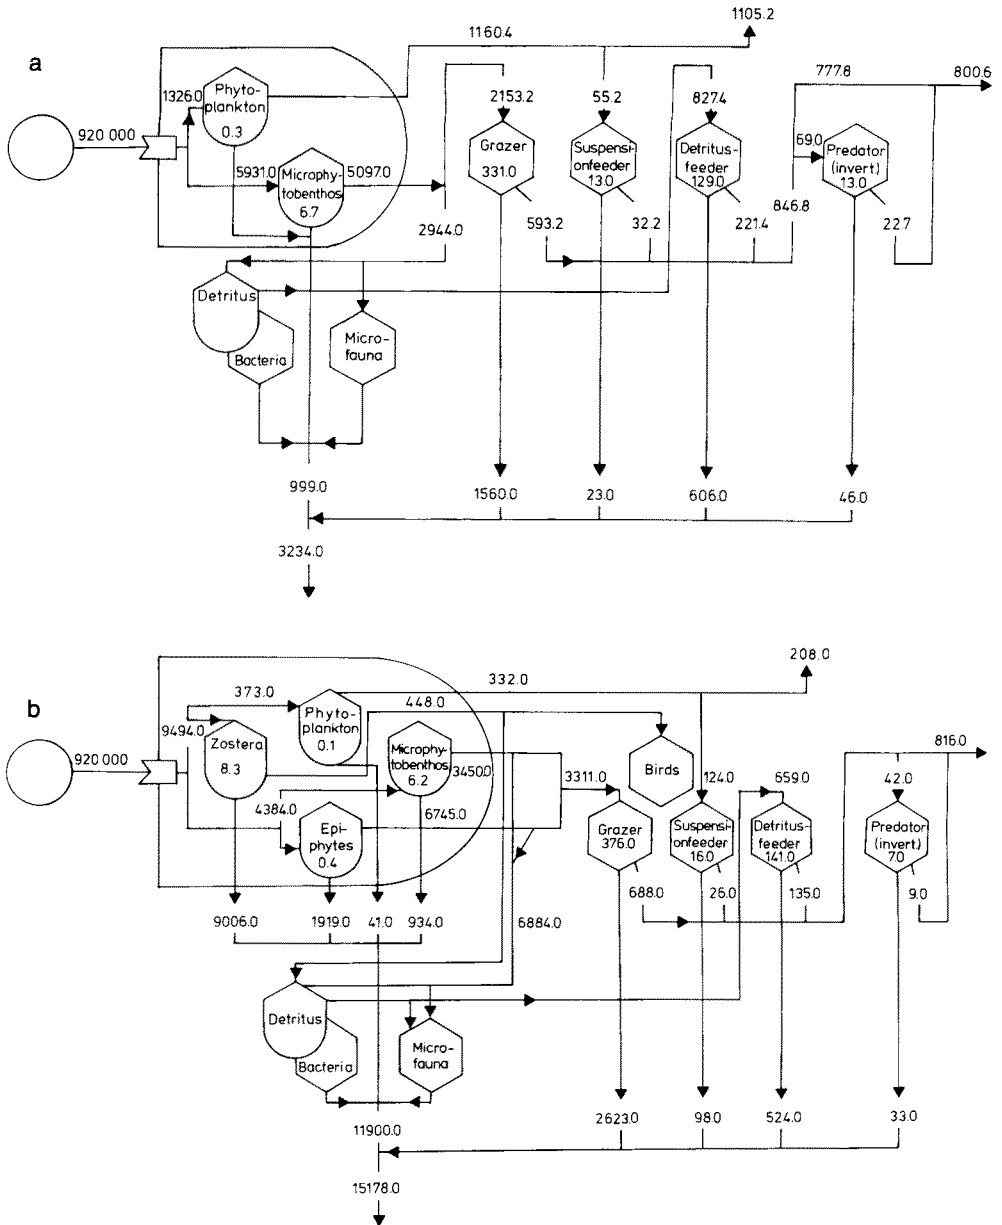 a
920 000
1326.0
Phyto-
plankton
0.3
5931.0
Microphy-
tobenthos
6.7
5097.0
1160.4
1105.2
2944.0
2153.2
Grazer
331.0
593.2
55.2
Suspensi-
onfeeder
13.0
32.2
827.4
Detritus-
feeder
129.0
221.4
777.8
800.6
69.0
846.8
Predator
(invert)
13.0
22.7
Detritus
Bacteria
Micro-
fauna
999.0
1560.0
23.0
606.0
46.0
3234.0
b
920 000
9494.0
373.0
Zostera
8.3
Phyto-
plankton
0.1
332.0
208.0
448.0
Microphy-
tobenthos
6.2
3450.0
4384.0
Epi-
phytes
0.4
6745.0
3311.0
Birds
Grazer
376.0
688.0
124.0
Suspensi-
onfeeder
16.0
26.0
659.0
Detritus-
feeder
141.0
135.0
816.0
42.0
Predator
(invert.)
7.0
9.0
9006.0
1919.0
41.0
934.0
6884.0
Detritus
Bacteria
Micro-
fauna
11900.0
2623.0
98.0
524.0
33.0
15178.0